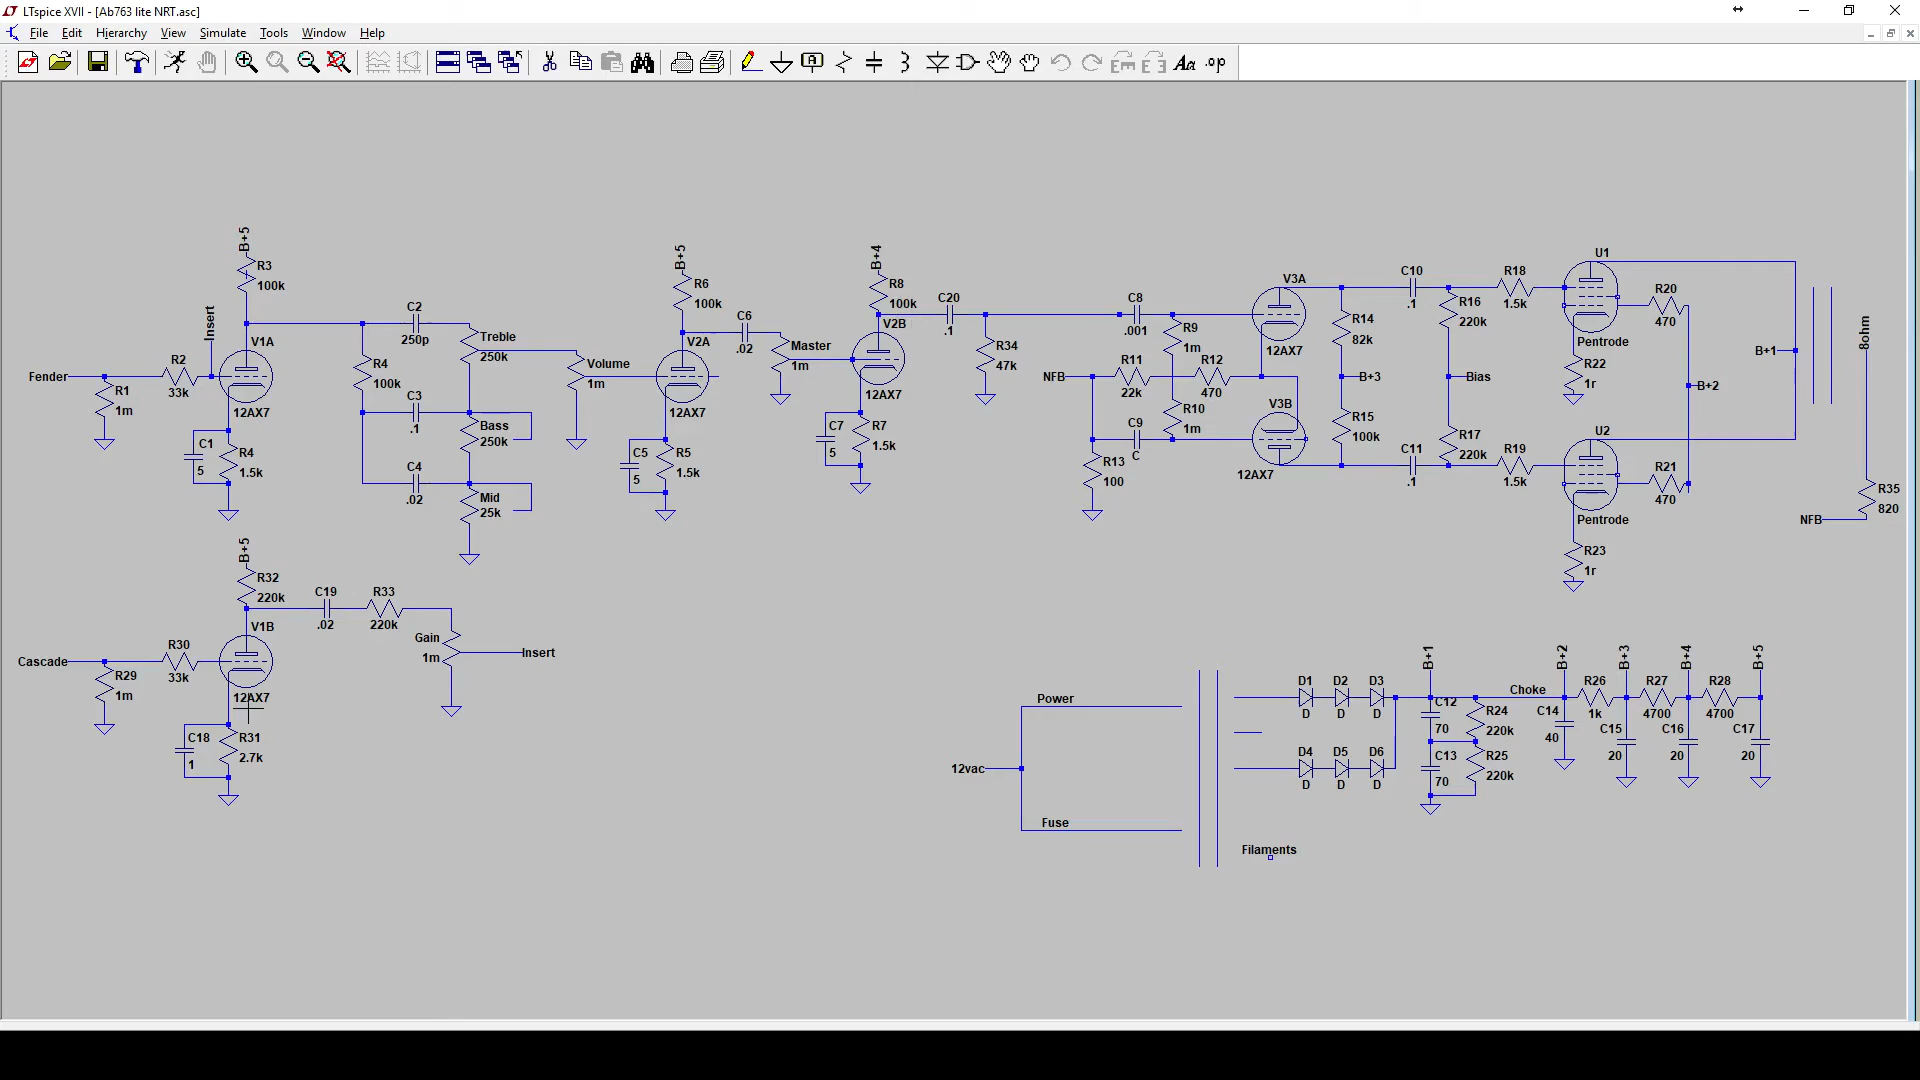 LTspice XVII - [Ab763 lite NRT.asc]
File Edit Hierarchy View Simulate Tools Window Help
Aa .op
B+5
R3
100k
Insert
V1A
Fender
R2
33k
R1
1m
12AX7
C1
5
R4
1.5k
C2
250p
R4
100k
C3
.1
C4
.02
Treble
250k
Bass
250k
Mid
25k
Volume
1m
B+5
R6
100k
V2A
12AX7
C5
5
R5
1.5k
C6
.02
Master
1m
B+4
R8
100k
V2B
12AX7
C7
5
R7
1.5k
C20
.1
R34
47k
C8
.001
R9
1m
NFB
R11
22k
R12
470
R10
1m
C9
C
R13
100
V3A
12AX7
V3B
12AX7
R14
82k
B+3
R15
100k
C10
.1
C11
.1
R16
220k
Bias
R17
220k
R18
1.5k
R19
1.5k
U1
Pentrode
R22
1r
R20
470
B+2
U2
Pentrode
R21
470
R23
1r
B+1
8ohm
R35
820
NFB
B+5
R32
220k
V1B
C19
.02
R33
220k
Gain
1m
Insert
Cascade
R30
33k
R29
1m
12AX7
C18
1
R31
2.7k
12vac
Power
Fuse
Filaments
D1 D2 D3
D D D
D4 D5 D6
D D D
B+1
C12
70
R24
220k
C13
70
R25
220k
Choke
B+2
C14
40
R26
1k
B+3
C15
20
R27
4700
B+4
C16
20
R28
4700
B+5
C17
20